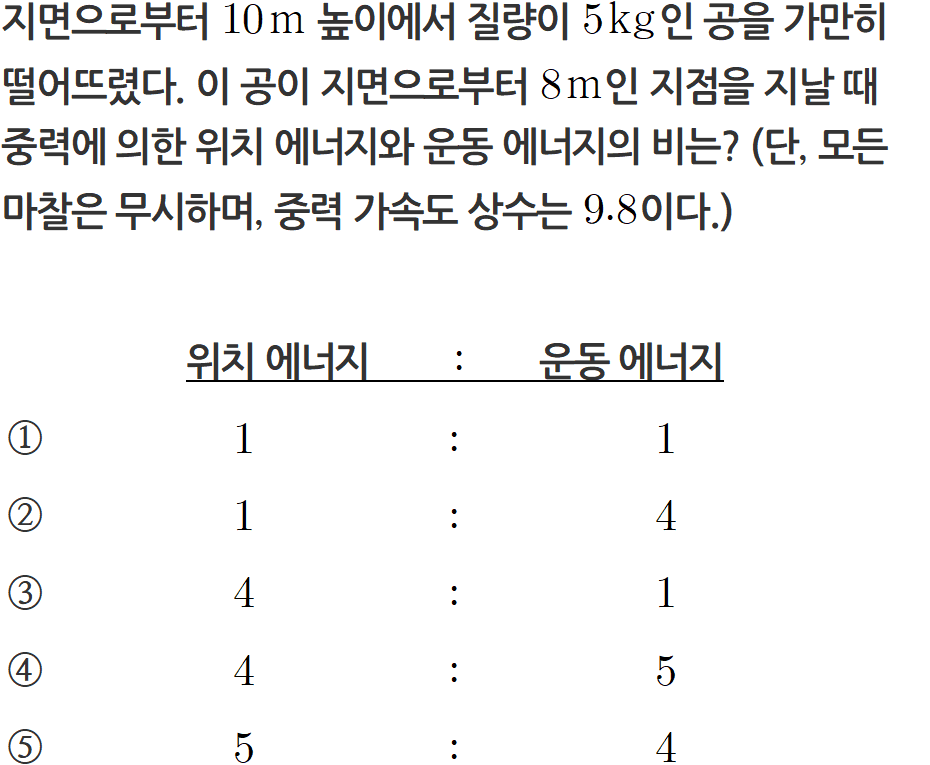 지면으로부터 10m 높이에서 질량이 5kg인 공을 가만히
떨어뜨렸다. 이 공이 지면으로부터 8m인 지점을 지날 때
중력에 의한 위치 에너지와 운동 에너지의 비는? (단, 모든
마찰은 무시하며, 중력 가속도 상수는 9.8이다.)
위치 에너지 : 운동 에너지
① 1 : 1
② 1 : 4
③ 4 : 1
④ 4 : 5
⑤ 5 : 4